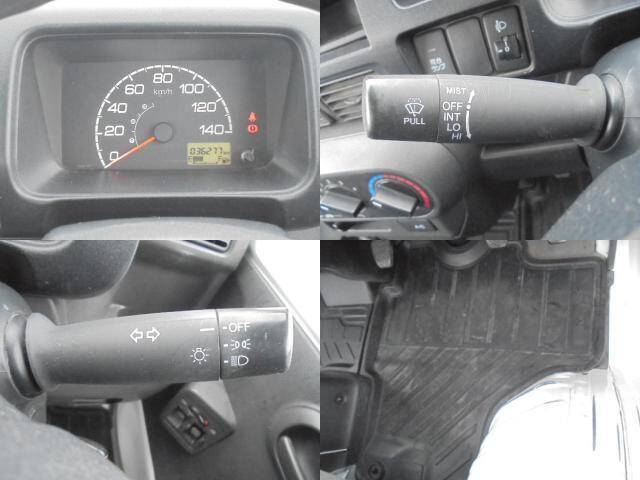 0
20
40
60
80
100
120
140
km/h
036277
E
F
MIST
OFF
INT
LO
HI
PULL
A/C
OFF